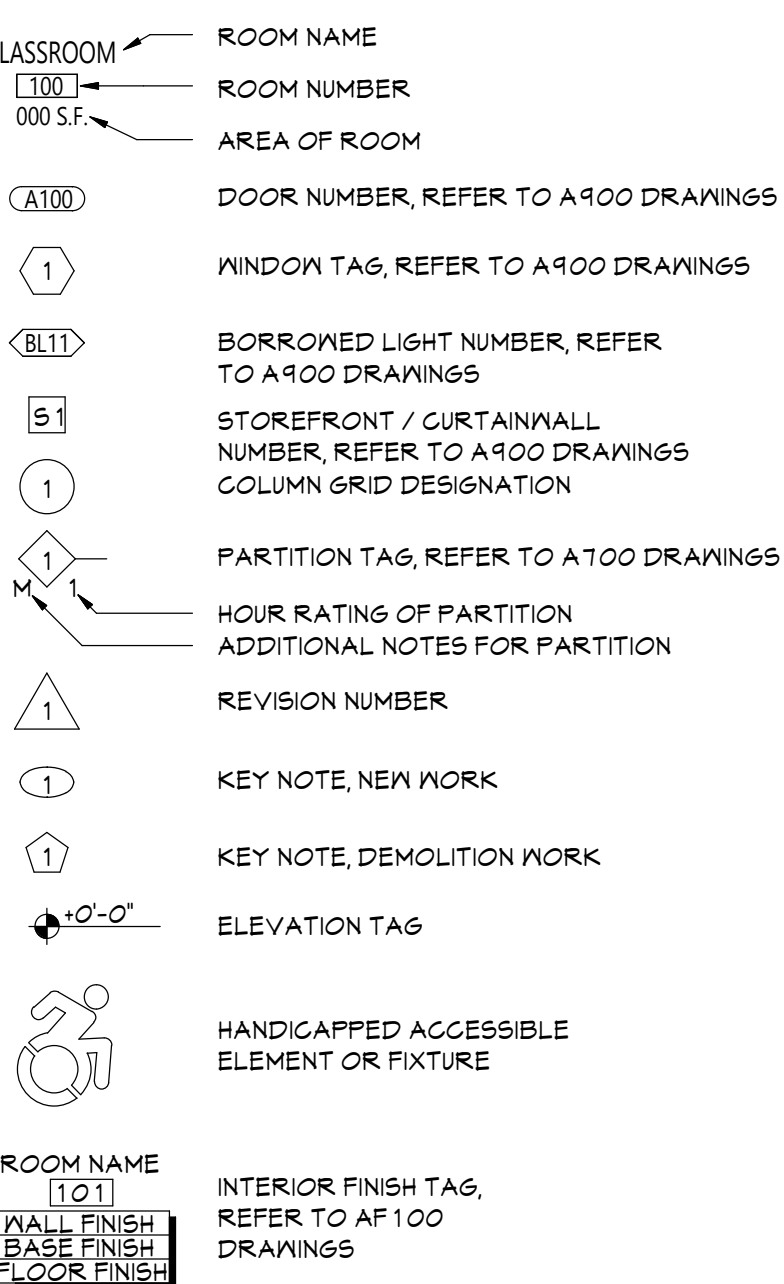 LASSROOM ROOM NAME
100 ROOM NUMBER
000 S.F. AREA OF ROOM
A100 DOOR NUMBER, REFER TO A900 DRAWINGS
1 WINDOW TAG, REFER TO A900 DRAWINGS
BL11 BORROWED LIGHT NUMBER, REFER
TO A900 DRAWINGS
S1 STOREFRONT / CURTAINWALL
NUMBER, REFER TO A900 DRAWINGS
1 COLUMN GRID DESIGNATION
1 PARTITION TAG, REFER TO A700 DRAWINGS
M 1
HOUR RATING OF PARTITION
ADDITIONAL NOTES FOR PARTITION
1 REVISION NUMBER
1 KEY NOTE, NEW WORK
1 KEY NOTE, DEMOLITION WORK
+0'-0" ELEVATION TAG
HANDICAPPED ACCESSIBLE
ELEMENT OR FIXTURE
ROOM NAME
101
WALL FINISH
BASE FINISH
FLOOR FINISH
INTERIOR FINISH TAG,
REFER TO AF100
DRAWINGS